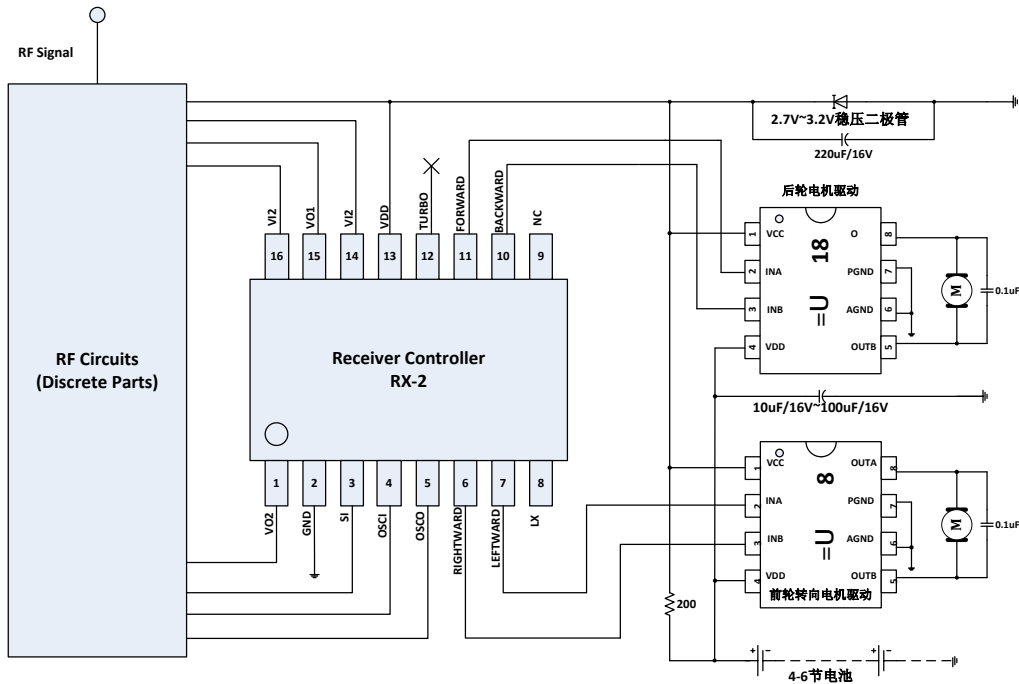 RF Signal
RF Circuits
(Discrete Parts)
2.7V~3.2V稳压二极管
220uF/16V
VI2
VO1
VI2
VDD
TURBO
FORWARD
BACKWARD
NC
16
15
14
13
12
11
10
9
Receiver Controller
RX-2
1
2
3
4
5
6
7
8
VO2
GND
SI
OSCI
OSCO
RIGHTWARD
LEFTWARD
LX
后轮电机驱动
1
VCC
O
8
2
INA
PGND
7
3
INB
AGND
6
4
VDD
OUTB
5
18
=U
M
0.1uF
10uF/16V~100uF/16V
1
VCC
OUTA
8
2
INA
PGND
7
3
INB
AGND
6
4
VDD
OUTB
5
8
=U
前轮转向电机驱动
M
0.1uF
200
+
−
+
−
4-6节电池